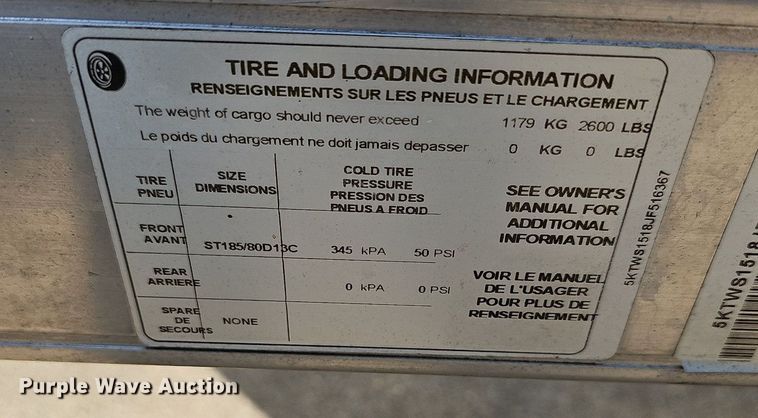 TIRE AND LOADING INFORMATION
RENSEIGNEMENTS SUR LES PNEUS ET LE CHARGEMENT
The weight of cargo should never exceed 1179 KG 2600 LBS
Le poids du chargement ne doit jamais depasser 0 KG 0 LBS
TIRE
PNEU
SIZE
DIMENSIONS
COLD TIRE
PRESSURE
PRESSION DES
PNEUS A FROID
SEE OWNER'S
MANUAL FOR
ADDITIONAL
INFORMATION
FRONT
AVANT
ST185/80D13C
345 kPA 50 PSI
REAR
ARRIERE
0 kPA 0 PSI
VOIR LE MANUEL
DE L'USAGER
POUR PLUS DE
RENSEIGNEMENT
SPARE
DE
SECOURS
NONE
5KTWS1518JF516367
Purple Wave Auction